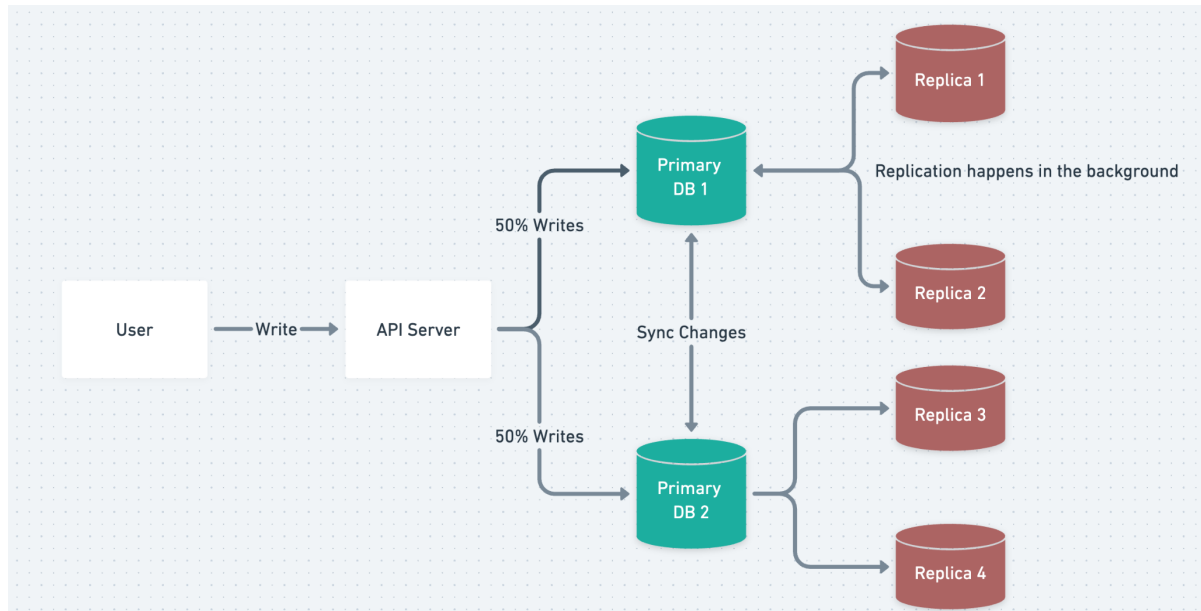 Replica 1
Primary
DB 1
Replication happens in the background
50% Writes
Replica 2
User
Write
API Server
Sync Changes
Replica 3
50% Writes
Primary
DB 2
Replica 4